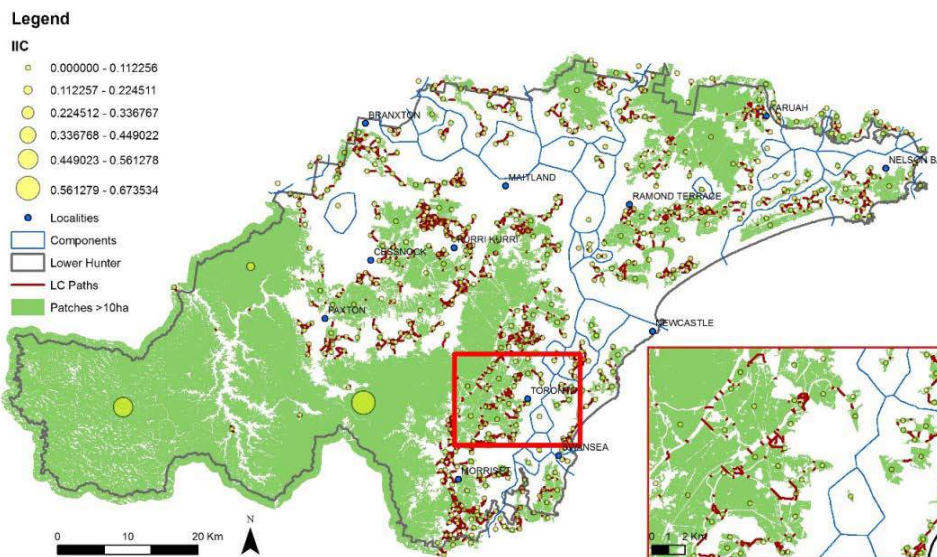 Legend
IIC
0.000000 - 0.112256
0.112257 - 0.224511
0.224512 - 0.336767
0.336768 - 0.449022
0.449023 - 0.561278
0.561279 - 0.673534
Localities
Components
Lower Hunter
LC Paths
Patches >10ha
BRANXTON
KARUAH
MAITLAND
NELSON B
RAMOND TERRACE
KURRI KURRI
CESSNOCK
PAXTON
NEWCASTLE
TORONTO
SWANSEA
MORRISET
0 10 20 Km
N
0 1 2 Km